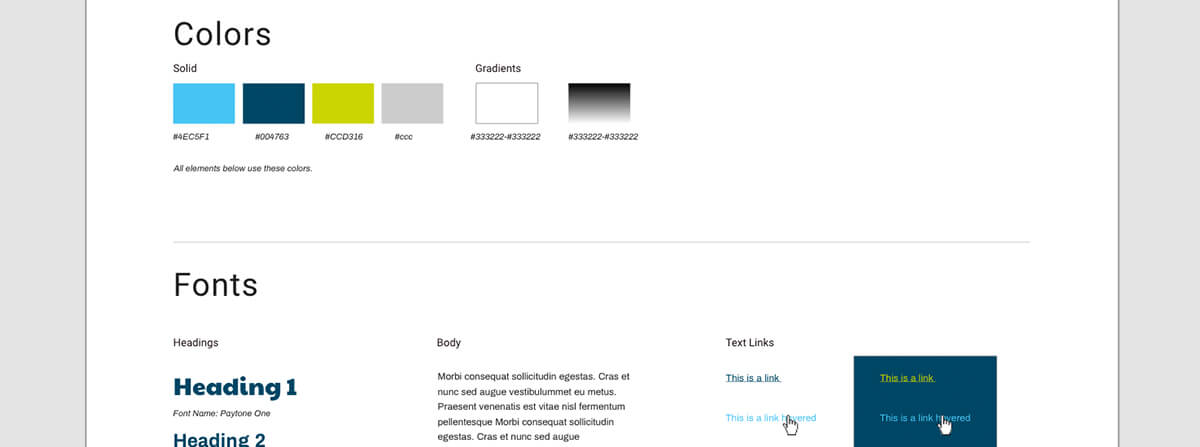 Colors
Solid
Gradients
#4EC5F1
#004763
#CCD316
#ccc
#333222-#333222
#333222-#333222
All elements below use these colors.
Fonts
Headings
Body
Text Links
Heading 1
Font Name: Paytone One
Heading 2
Morbi consequat sollicitudin egestas. Cras et
nunc sed augue vestibulummet eu metus.
Praesent venenatis est vitae nisl fermentum
pellentesque Morbi consequat sollicitudin
egestas. Cras et nunc sed augue
This is a link
This is a link hovered
This is a link
This is a link hovered